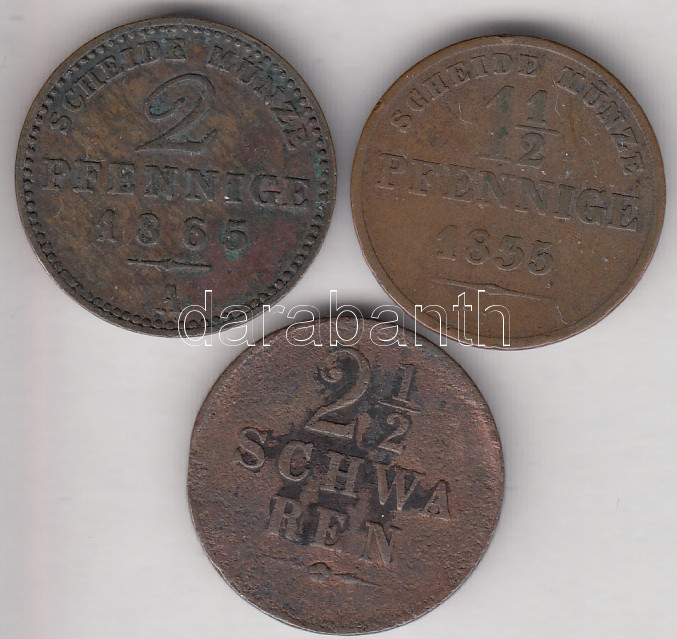 SCHEIDE MÜNZE
2
PFENNIGE
1865
A
SCHEIDE MÜNZE
1 1/2
PFENNIGE
1855
darabanth
2 1/2
SCHWA
REN